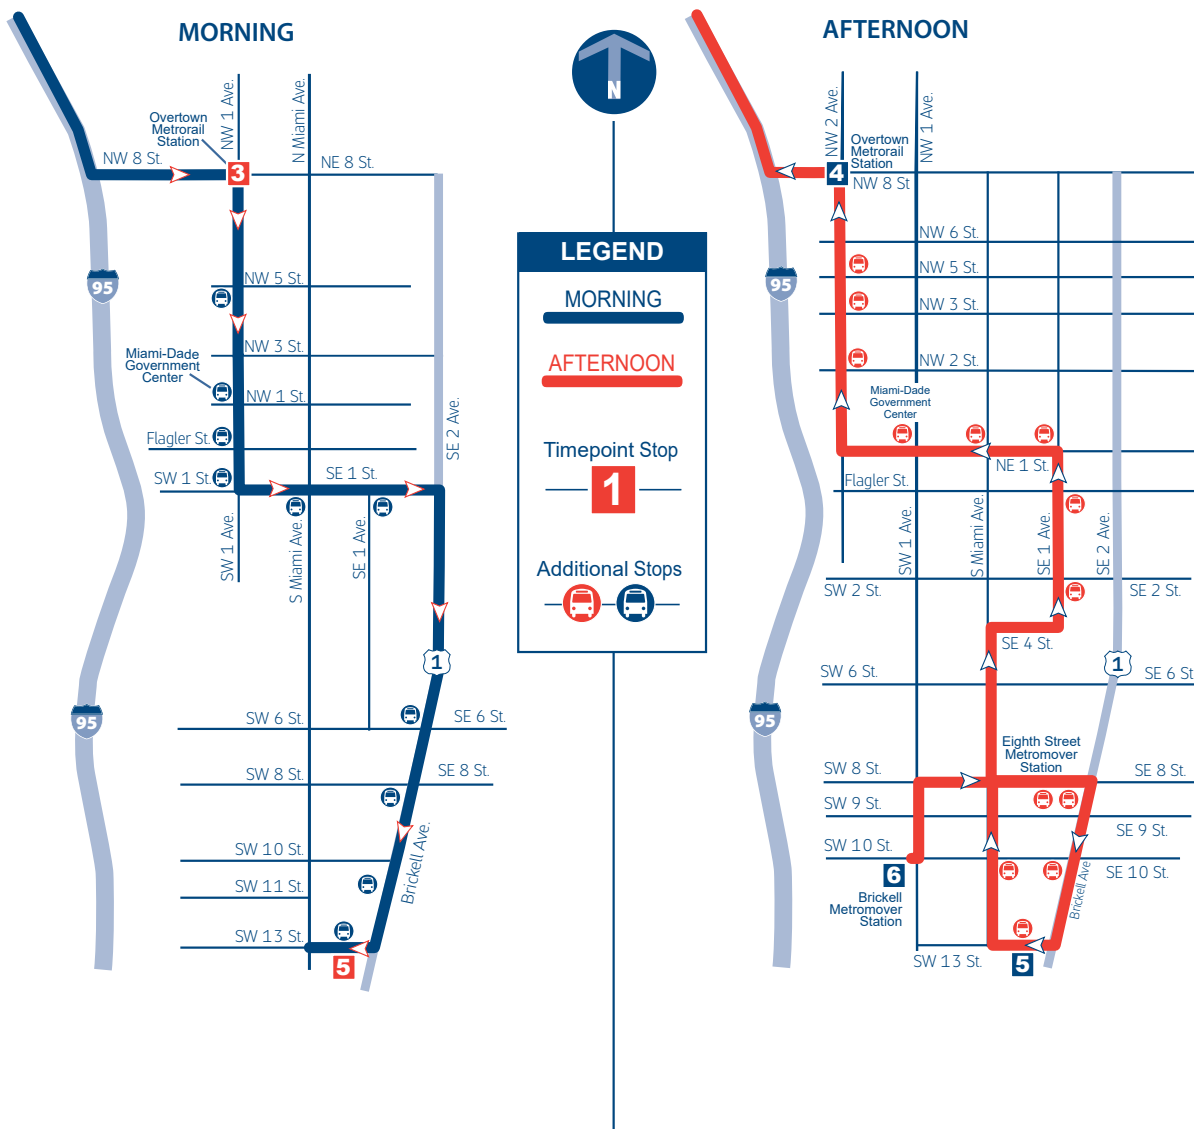 MORNING
NW 1 Ave.
N Miami Ave.
Overtown
Metrorail
Station
NW 8 St.
3
NE 8 St.
95
NW 5 St.
NW 3 St.
Miami-Dade
Government
Center
NW 1 St.
SE 2 Ave.
Flagler St.
SW 1 St.
SE 1 St.
SW 1 Ave.
S Miami Ave.
SE 1 Ave.
1
95
SW 6 St.
SE 6 St.
SW 8 St.
SE 8 St.
Brickell Ave.
SW 10 St.
SW 11 St.
SW 13 St.
5
N
LEGEND
MORNING
AFTERNOON
Timepoint Stop
1
Additional Stops
AFTERNOON
NW 2 Ave.
NW 1 Ave.
Overtown
Metrorail
Station
4
NW 8 St
NW 6 St.
NW 5 St.
95
NW 3 St.
NW 2 St.
Miami-Dade
Government
Center
NE 1 St.
Flagler St.
SW 1 Ave.
S Miami Ave.
SE 1 Ave.
SE 2 Ave.
SW 2 St.
SE 2 St.
SE 4 St.
1
SW 6 St.
SE 6 St
95
Eighth Street
Metromover
Station
SW 8 St.
SE 8 St.
SW 9 St.
SE 9 St.
SW 10 St.
SE 10 St.
6
Brickell
Metromover
Station
Brickell Ave
SW 13 St.
5